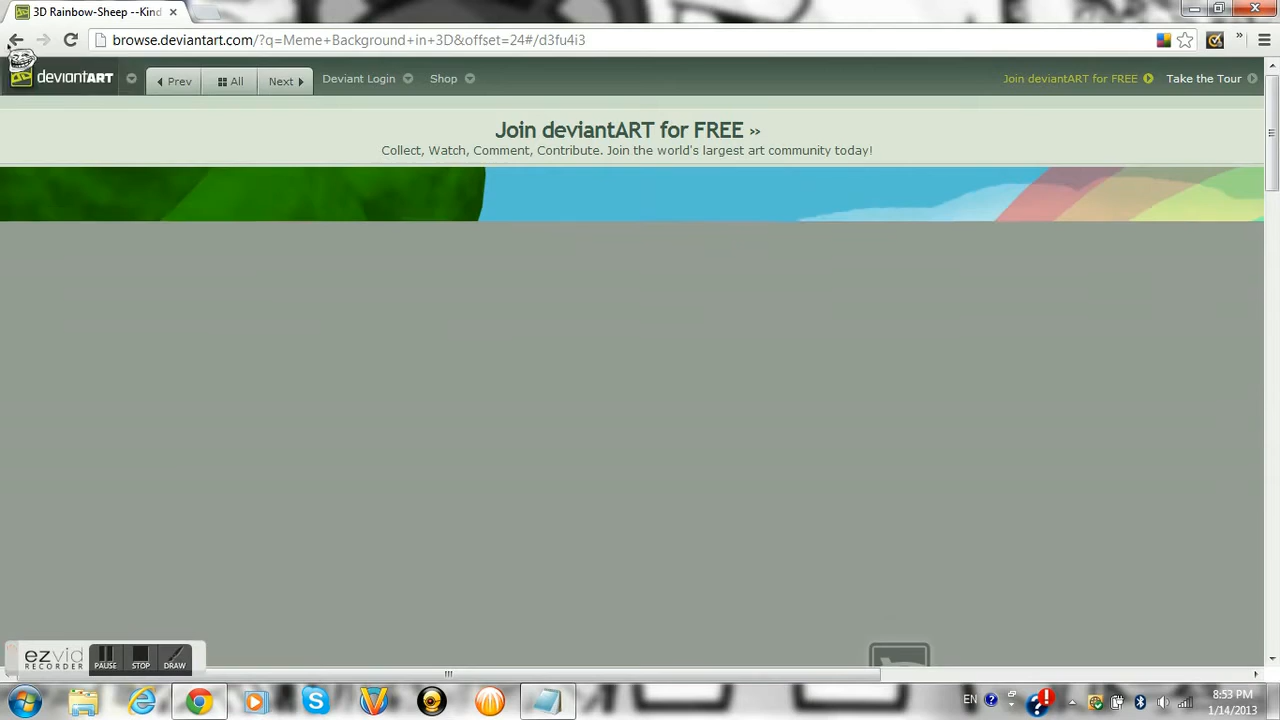 3D Rainbow-Sheep --Kind
browse.deviantart.com/?q=Meme+Background+in+3D&offset=24#/d3fy4i3
deviantART
Prev
All
Next
Deviant Login
Shop
Join deviantART for FREE
Take the Tour
Join deviantART for FREE »
Collect, Watch, Comment, Contribute. Join the world's largest art community today!
ezvid
RECORDER
PAUSE
STOP
DRAW
EN
8:53 PM
1/14/2013